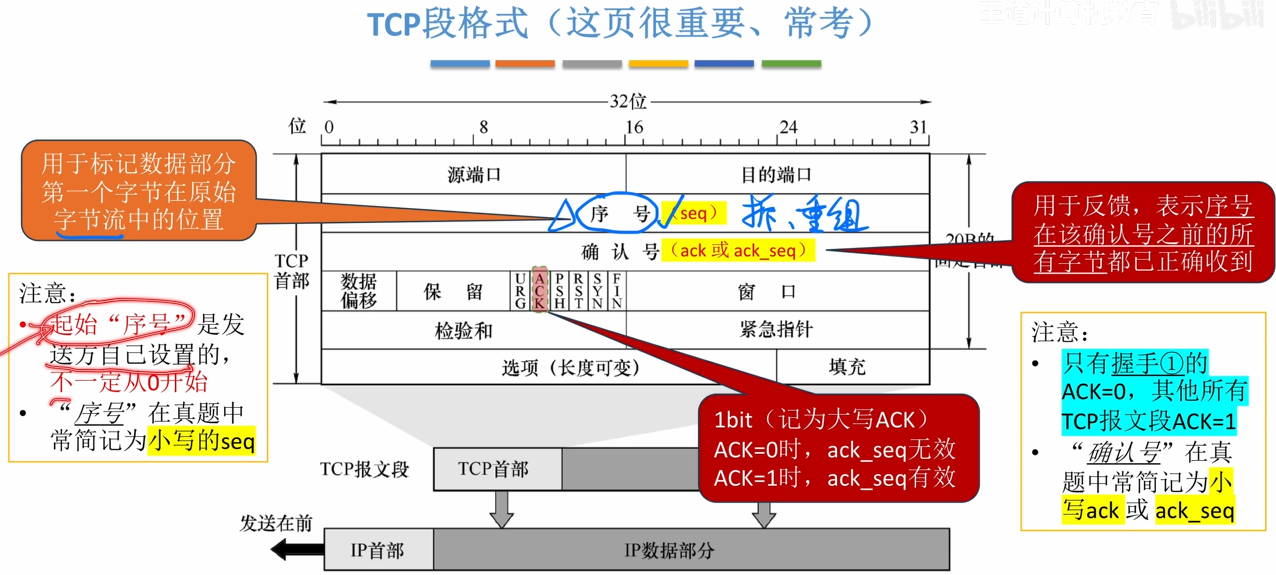 王道计算机教育 bilibili
TCP段格式（这页很重要、常考）
32位
位 0 8 16 24 31
用于标记数据部分
第一个字节在原始
字节流中的位置
源端口 目的端口
序 号（seq） 拆、重组
确 认 号（ack 或 ack_seq）
TCP
首部
20B的
数据
偏移
保 留
URG
ACK
PSH
RST
SYN
FIN
窗 口
检验和 紧急指针
选项（长度可变） 填充
用于反馈，表示序号
在该确认号之前的所
有字节都已正确收到
注意：
• 起始“序号”是发
送方自己设置的，
不一定从0开始
• “序号”在真题中
常简记为小写的seq
1bit（记为大写ACK）
ACK=0时，ack_seq无效
ACK=1时，ack_seq有效
注意：
• 只有握手①的
ACK=0，其他所有
TCP报文段ACK=1
• “确认号”在真
题中常简记为小
写ack 或 ack_seq
TCP报文段 TCP首部
发送在前
IP首部 IP数据部分